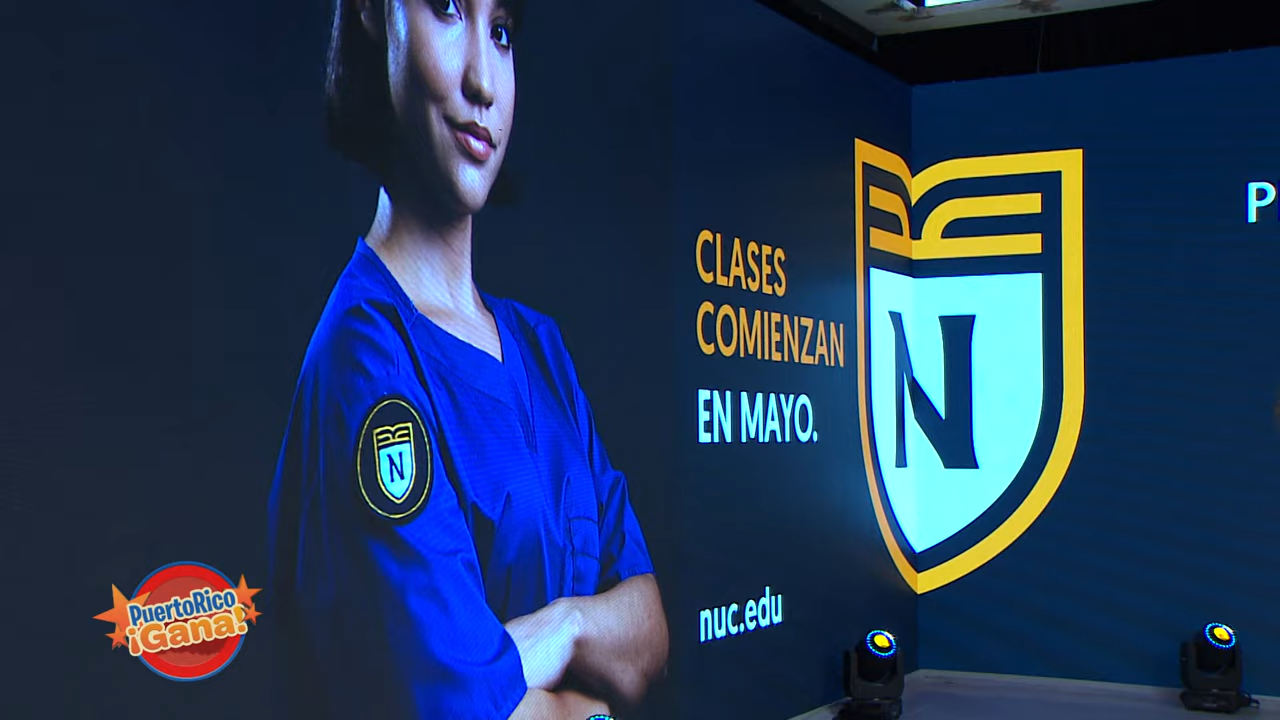 CLASES
COMIENZAN
EN MAYO.
N
N
nuc.edu
P
PuertoRico
¡Gana!